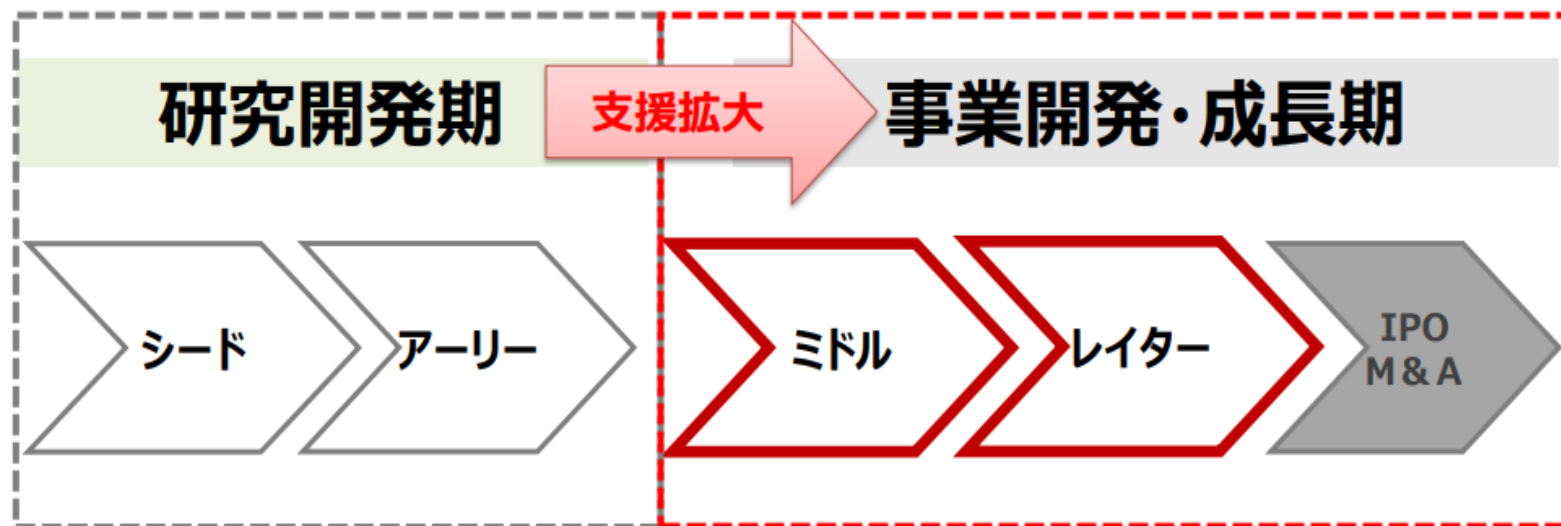 研究開発期
支援拡大
事業開発・成長期
シード
アーリー
ミドル
レイター
IPO
M&A